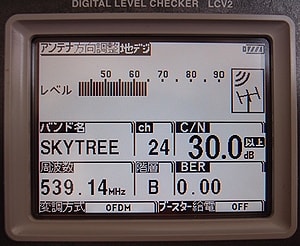 DIGITAL LEVEL CHECKER LCV2
アンテナ方向調整 地デジ
50 60 70 80 90
レベル
バンド名 ch C/N
SKYTREE 24 30.0 以上 dB
周波数 階層 BER
539.14 MHz B 0.00
変調方式 OFDM ブースター給電 OFF